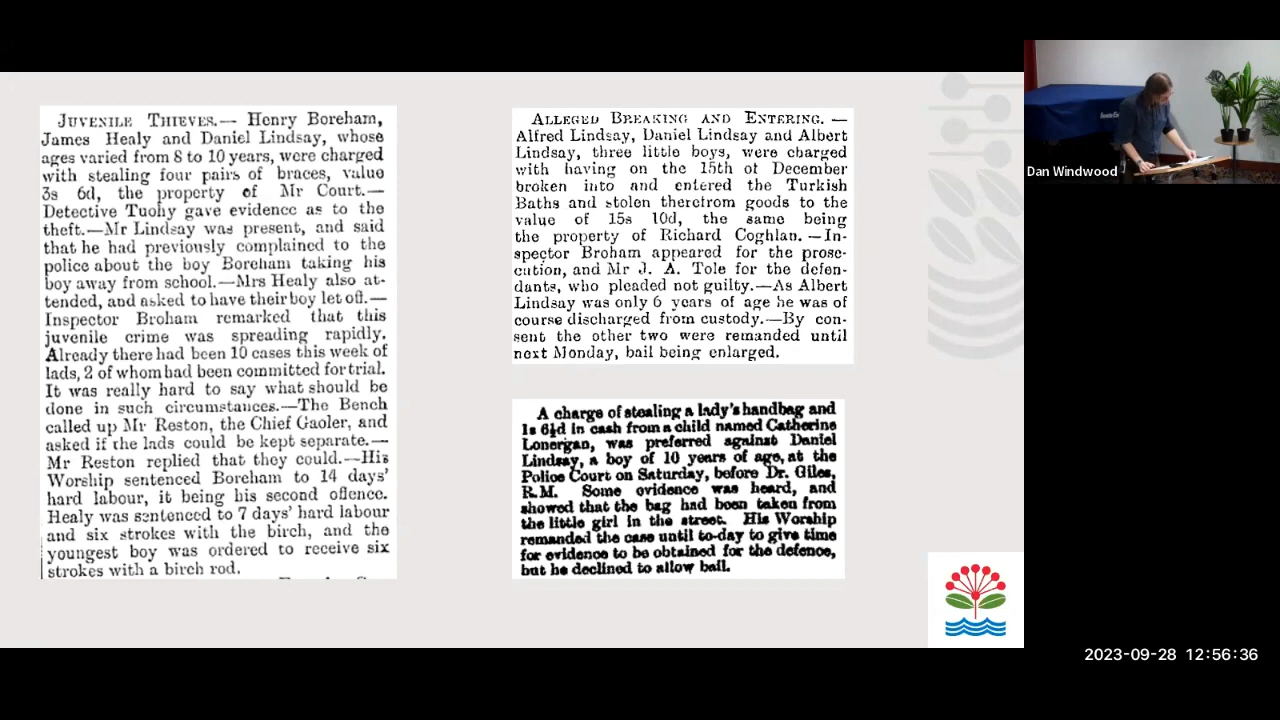 JUVENILE THIEVES.— Henry Boreham,
James Healy and Daniel Lindsay, whose
ages varied from 8 to 10 years, were charged
with stealing four pairs of braces, value
3s 6d, the property of Mr Court.—
Detective Tuohy gave evidence as to the
theft.—Mr Lindsay was present, and said
that he had previously complained to the
police about the boy Boreham taking his
boy away from school.—Mrs Healy also at-
tended, and asked to have their boy let off.—
Inspector Broham remarked that this
juvenile crime was spreading rapidly.
Already there had been 10 cases this week of
lads, 2 of whom had been committed for trial.
It was really hard to say what should be
done in such circumstances.—The Bench
called up Mr Reston, the Chief Gaoler, and
asked if the lads could be kept separate.—
Mr Reston replied that they could.—His
Worship sentenced Boreham to 14 days'
hard labour, it being his second offence.
Healy was sentenced to 7 days' hard labour
and six strokes with the birch, and the
youngest boy was ordered to receive six
strokes with a birch rod.
ALLEGED BREAKING AND ENTERING. —
Alfred Lindsay, Daniel Lindsay and Albert
Lindsay, three little boys, were charged
with having on the 15th of December
broken into and entered the Turkish
Baths and stolen therefrom goods to the
value of 15s 10d, the same being
the property of Richard Coghlan. —In-
spector Broham appeared for the prose-
cution, and Mr J. A. Tole for the defen-
dants, who pleaded not guilty.—As Albert
Lindsay was only 6 years of age he was of
course discharged from custody.—By con-
sent the other two were remanded until
next Monday, bail being enlarged.
A charge of stealing a lady's handbag and
1s 6½d in cash from a child named Catherine
Lonergan, was preferred against Daniel
Lindsay, a boy of 10 years of age, at the
Police Court on Saturday, before Dr. Giles,
R.M. Some evidence was heard, and
showed that the bag had been taken from
the little girl in the street. His Worship
remanded the case until to-day to give time
for evidence to be obtained for the defence,
but he declined to allow bail.
Dan Windwood
2023-09-28 12:56:36